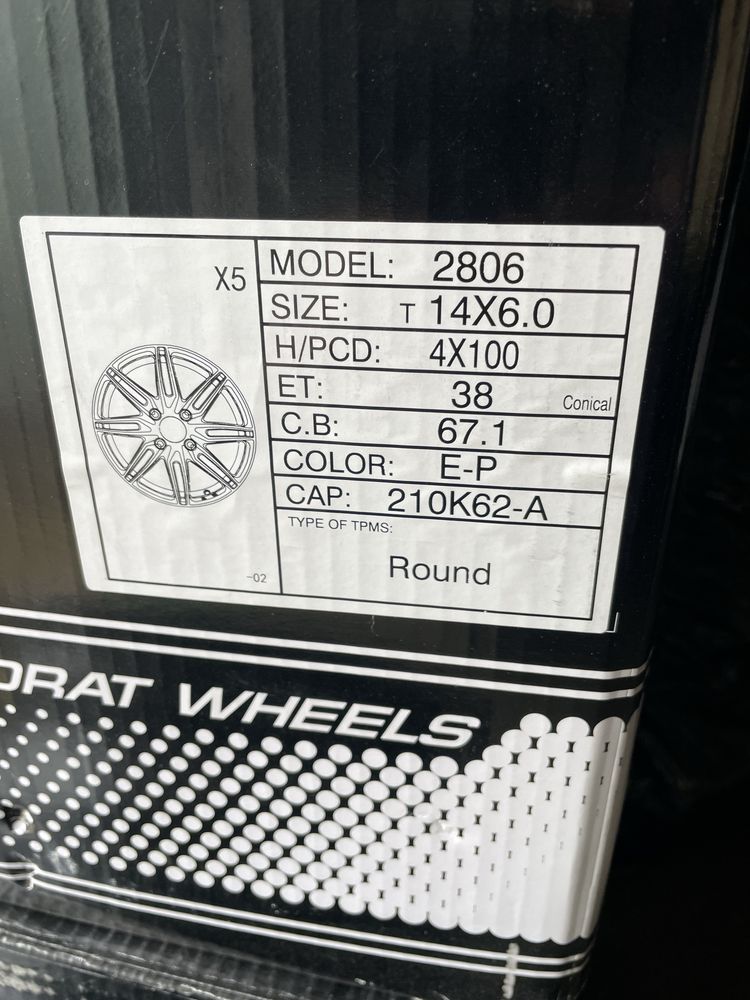 X5
MODEL: 2806
SIZE: T 14X6.0
H/PCD: 4X100
ET: 38 Conical
C.B: 67.1
COLOR: E-P
CAP: 210K62-A
TYPE OF TPMS:
Round
-02
WHEELS